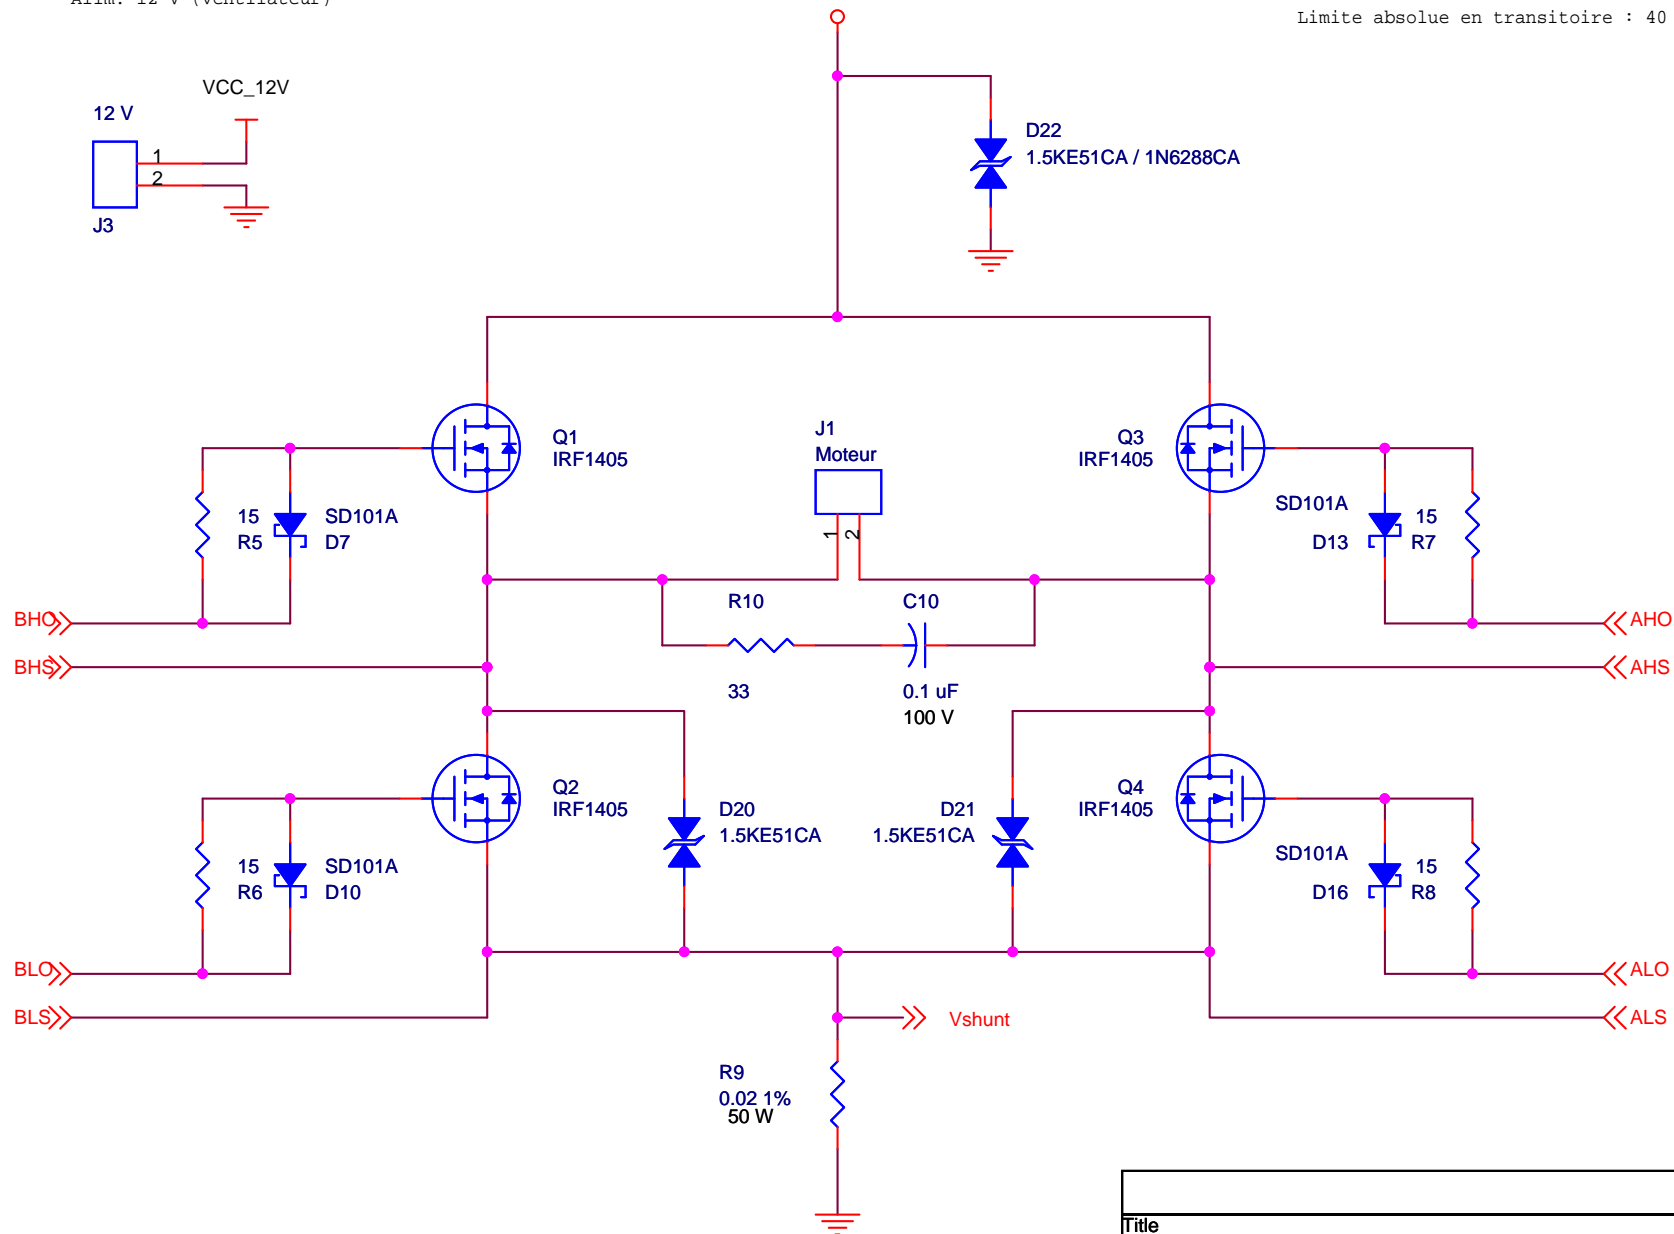 Alim. 12 V (ventilateur)
Limite absolue en transitoire : 40
VCC_12V
12 V
1
2
J3
D22
1.5KE51CA / 1N6288CA
Q1
IRF1405
J1
Moteur
1
2
Q3
IRF1405
15
R5
SD101A
D7
SD101A
D13
15
R7
BHO
BHS
R10
33
C10
0.1 uF
100 V
AHO
AHS
Q2
IRF1405
D20
1.5KE51CA
D21
1.5KE51CA
Q4
IRF1405
15
R6
SD101A
D10
SD101A
D16
15
R8
BLO
BLS
Vshunt
ALO
ALS
R9
0.02 1%
50 W
Title